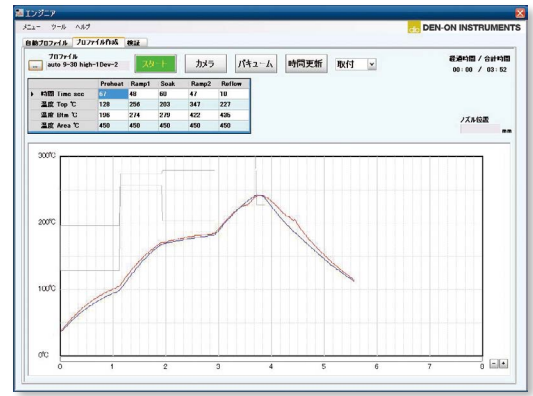 エンジニア
メニュー ツール ヘルプ
DEN-ON INSTRUMENTS
自動プロファイル プロファイル作成 検証
プロファイル
... auto 9-30 high-1Dev-2
スタート カメラ バキューム 時間更新 取付
経過時間 / 合計時間
00:00 / 03:52
Preheat Ramp1 Soak Ramp2 Reflow
時間 Time sec 67 48 60 47 10
温度 Top ℃ 128 256 203 347 227
温度 Btm ℃ 196 274 279 422 435
温度 Area ℃ 450 450 450 450 450
ノズル位置
mm
300℃
200℃
100℃
0℃
0 1 2 3 4 5 6 7 0
- +